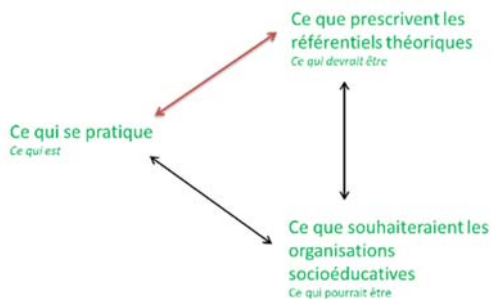 Ce que prescrivent les
référentiels théoriques
Ce qui devrait être
Ce qui se pratique
Ce qui est
Ce que souhaiteraient les
organisations
socioéducatives
Ce qui pourrait être